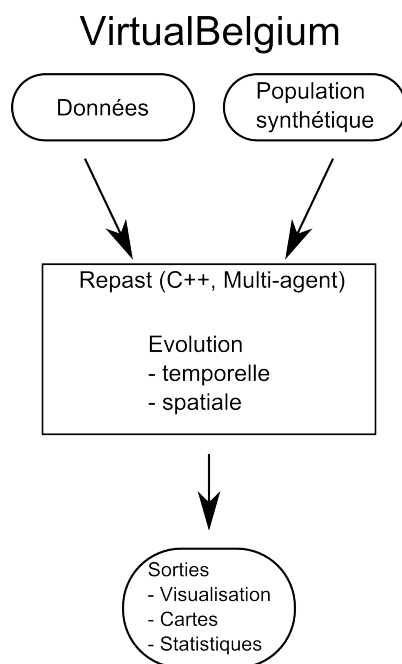 VirtualBelgium
Données
Population
synthétique
Repast (C++, Multi-agent)
Evolution
- temporelle
- spatiale
Sorties
- Visualisation
- Cartes
- Statistiques